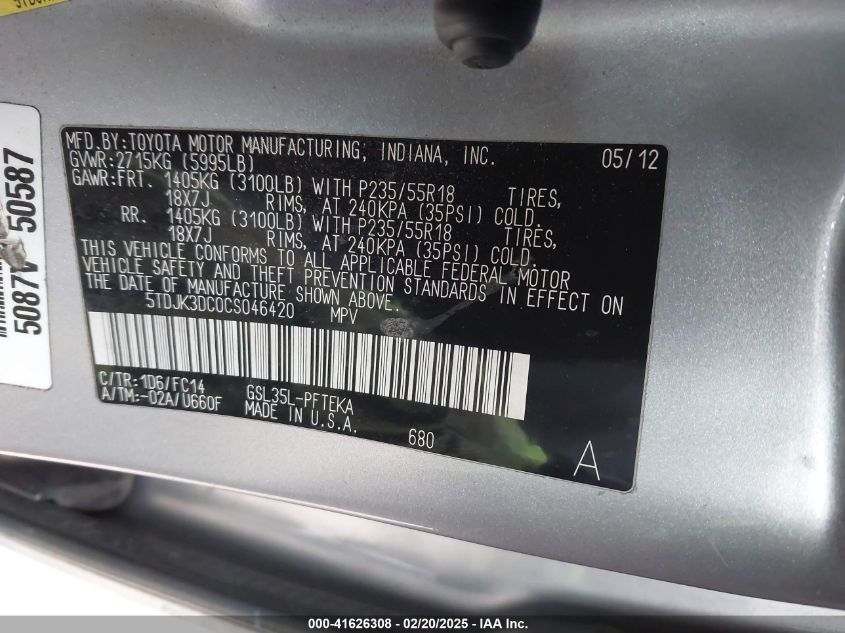 MFD.BY:TOYOTA MOTOR MANUFACTURING, INDIANA, INC. 05/12
GVWR:2715KG (5995LB)
GAWR:FRT. 1405KG (3100LB) WITH P235/55R18 TIRES,
18X7J RIMS, AT 240KPA (35PSI) COLD.
RR. 1405KG (3100LB) WITH P235/55R18 TIRES,
18X7J RIMS, AT 240KPA (35PSI) COLD.
THIS VEHICLE CONFORMS TO ALL APPLICABLE FEDERAL MOTOR
VEHICLE SAFETY AND THEFT PREVENTION STANDARDS IN EFFECT ON
THE DATE OF MANUFACTURE SHOWN ABOVE.
5TDJK3DC0CS046420 MPV
C/TR:1D6/FC14 GSL35L-PFTEKA
A/TM:-02A/U660F MADE IN U.S.A.
680
A
5087V 50587
000-41626308 - 02/20/2025 - IAAI Inc.